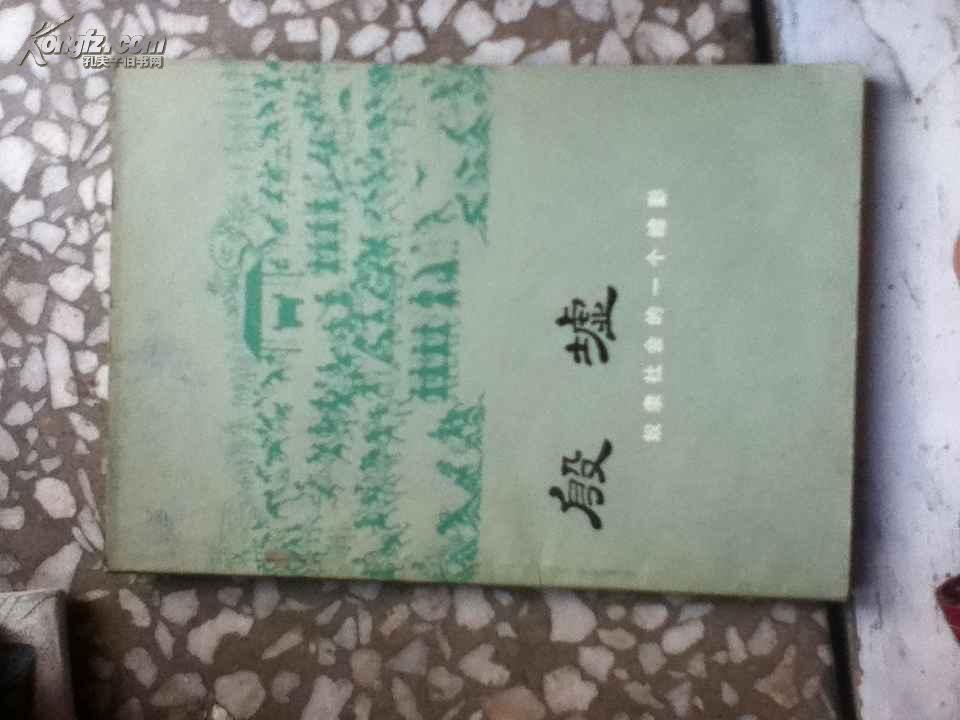 Kongfz.com
孔夫子旧书网
殷墟
奴隶社会的一个缩影